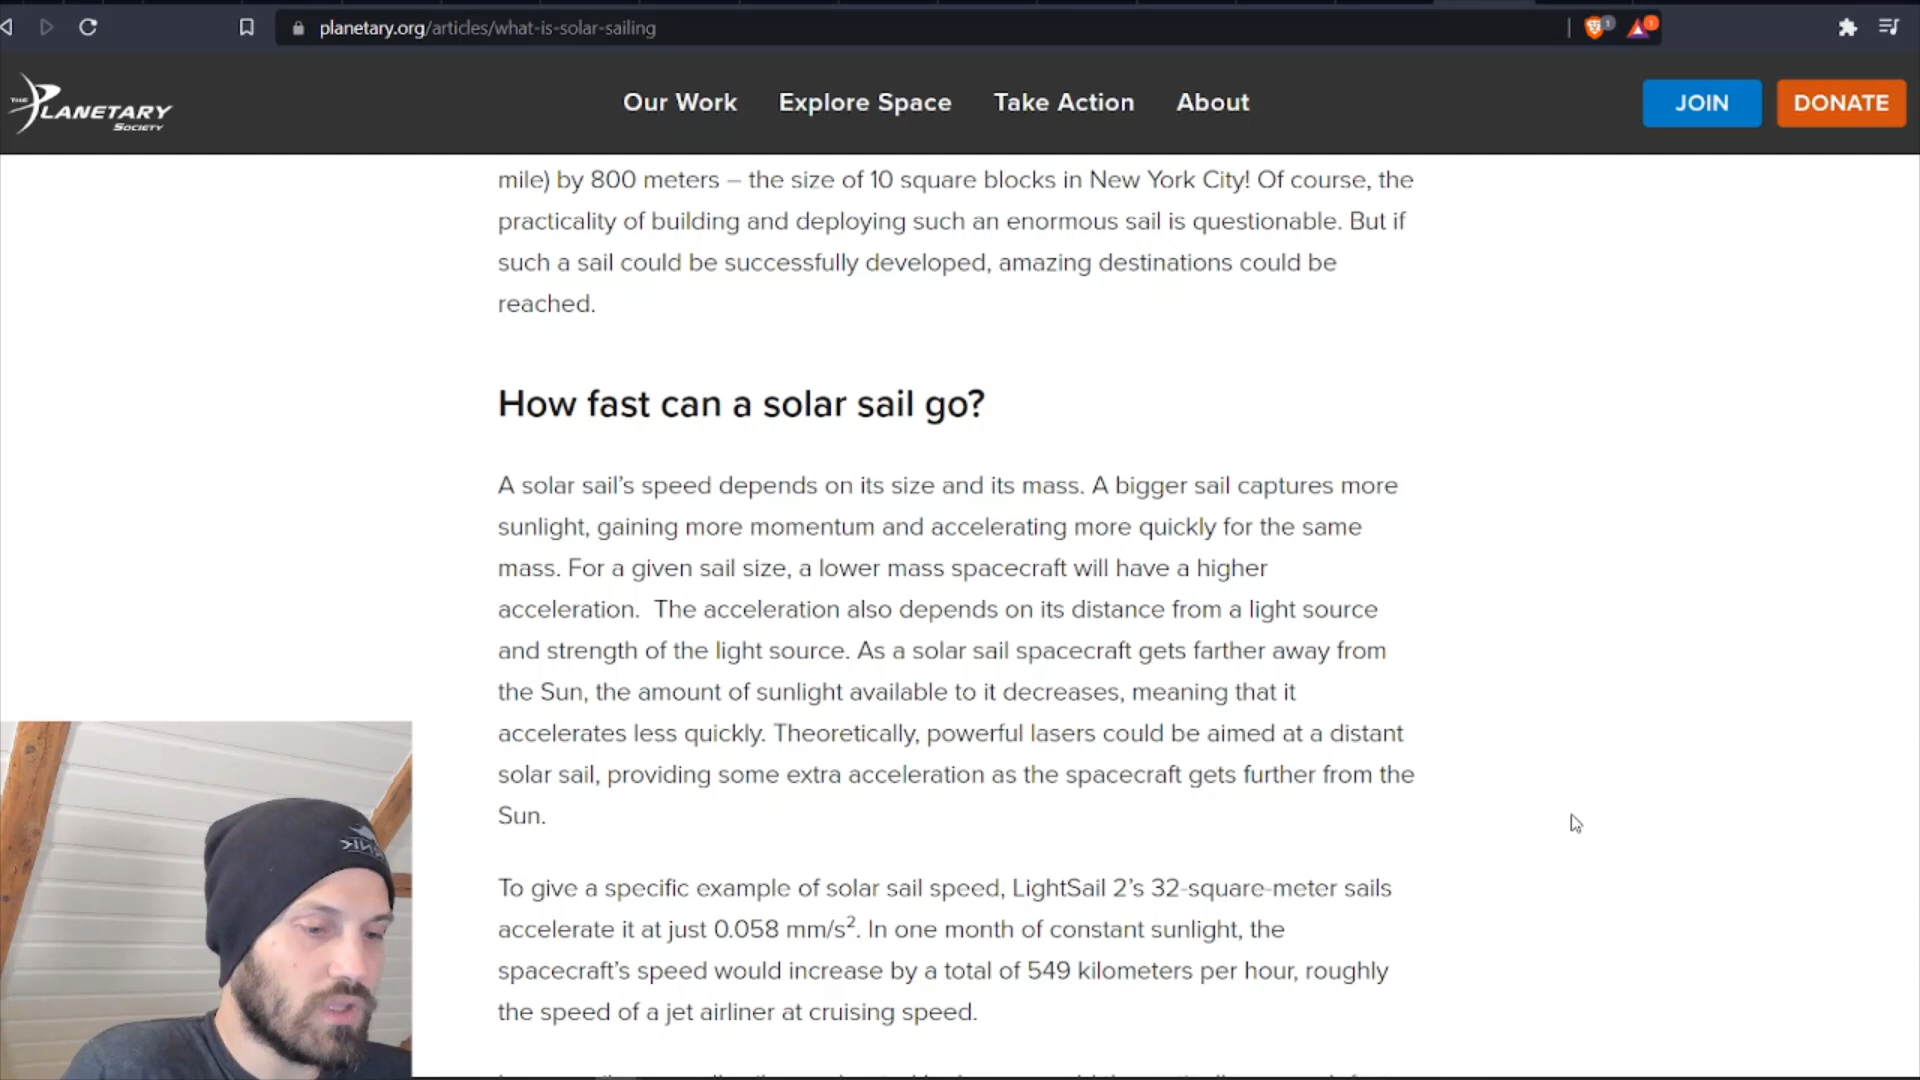 planetary.org/articles/what-is-solar-sailing
1
1
THE PLANETARY SOCIETY
Our Work
Explore Space
Take Action
About
JOIN
DONATE
mile) by 800 meters – the size of 10 square blocks in New York City! Of course, the
practicality of building and deploying such an enormous sail is questionable. But if
such a sail could be successfully developed, amazing destinations could be
reached.
How fast can a solar sail go?
A solar sail’s speed depends on its size and its mass. A bigger sail captures more
sunlight, gaining more momentum and accelerating more quickly for the same
mass. For a given sail size, a lower mass spacecraft will have a higher
acceleration.  The acceleration also depends on its distance from a light source
and strength of the light source. As a solar sail spacecraft gets farther away from
the Sun, the amount of sunlight available to it decreases, meaning that it
accelerates less quickly. Theoretically, powerful lasers could be aimed at a distant
solar sail, providing some extra acceleration as the spacecraft gets further from the
Sun.
To give a specific example of solar sail speed, LightSail 2’s 32-square-meter sails
accelerate it at just 0.058 mm/s². In one month of constant sunlight, the
spacecraft’s speed would increase by a total of 549 kilometers per hour, roughly
the speed of a jet airliner at cruising speed.